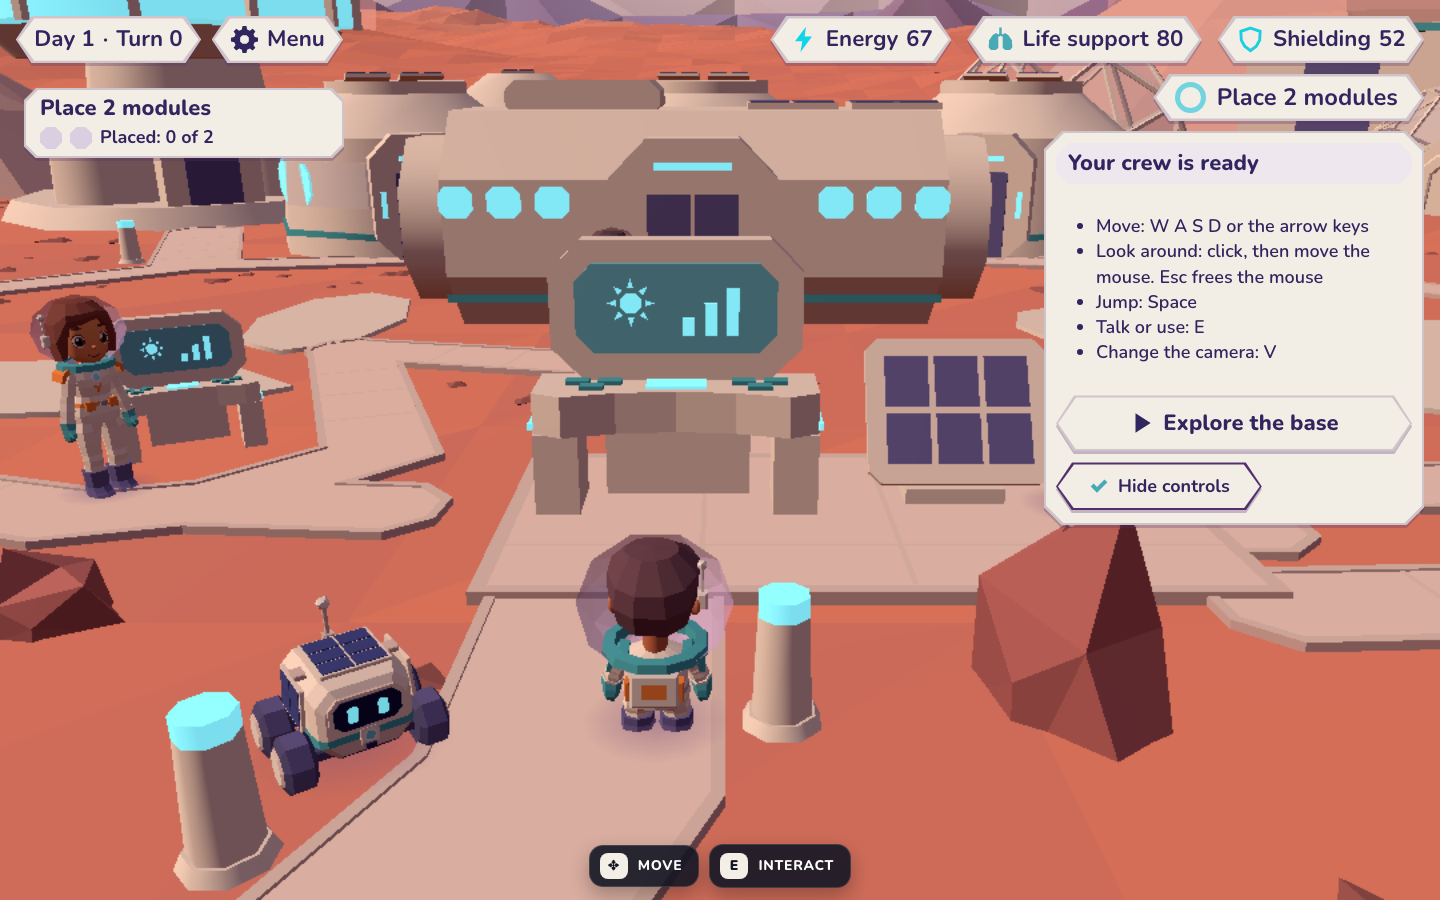 Day 1 · Turn 0
Menu
Energy 67
Life support 80
Shielding 52
Place 2 modules
Placed: 0 of 2
Place 2 modules
Your crew is ready
Move: W A S D or the arrow keys
Look around: click, then move the
mouse. Esc frees the mouse
Jump: Space
Talk or use: E
Change the camera: V
Explore the base
Hide controls
MOVE
E INTERACT